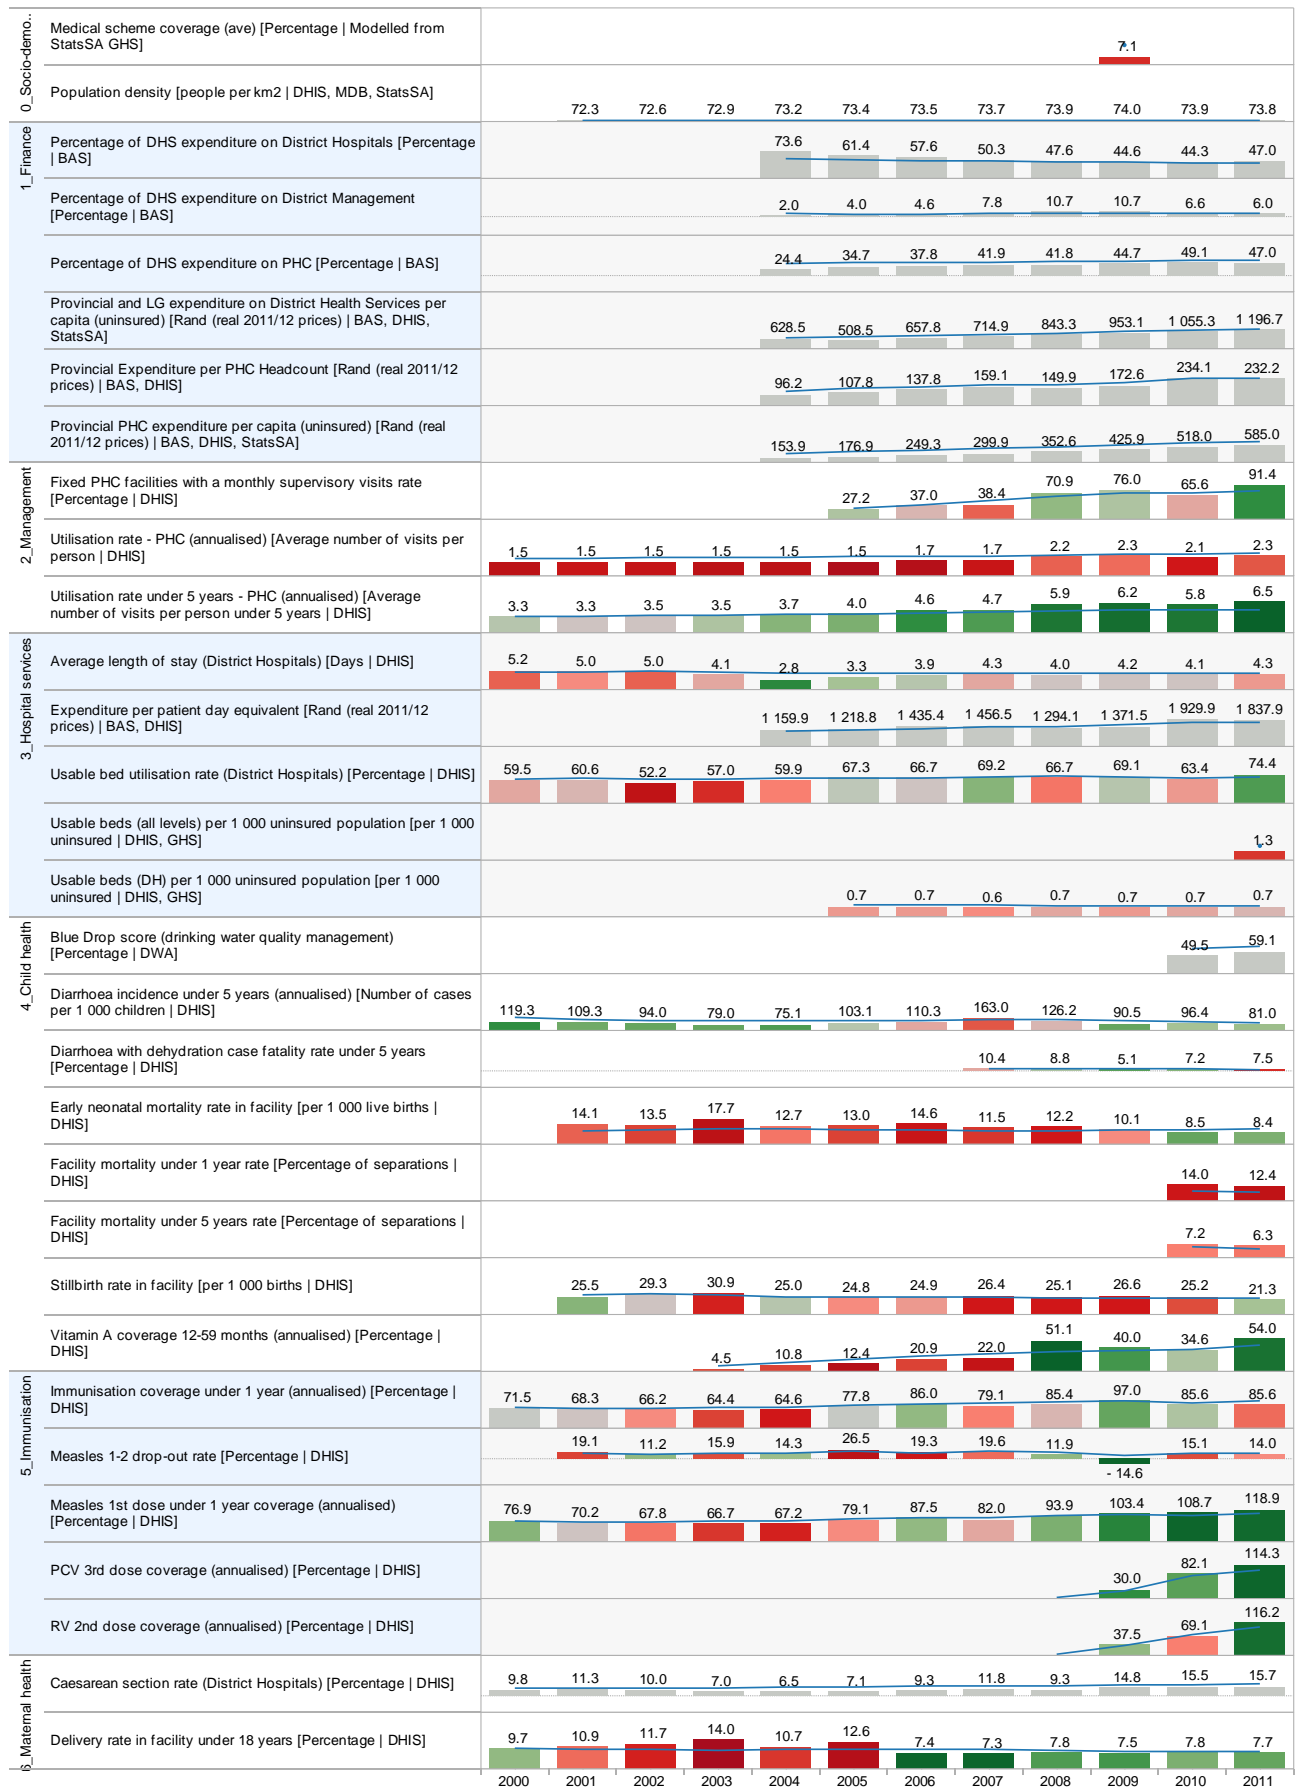 0_Socio-demo..
Medical scheme coverage (ave) [Percentage | Modelled from
StatsSA GHS]
7.1
Population density [people per km2 | DHIS, MDB, StatsSA]
72.3 72.6 72.9 73.2 73.4 73.5 73.7 73.9 74.0 73.9 73.8
1_Finance
Percentage of DHS expenditure on District Hospitals [Percentage
| BAS]
73.6 61.4 57.6 50.3 47.6 44.6 44.3 47.0
Percentage of DHS expenditure on District Management
[Percentage | BAS]
2.0 4.0 4.6 7.8 10.7 10.7 6.6 6.0
Percentage of DHS expenditure on PHC [Percentage | BAS]
24.4 34.7 37.8 41.9 41.8 44.7 49.1 47.0
Provincial and LG expenditure on District Health Services per
capita (uninsured) [Rand (real 2011/12 prices) | BAS, DHIS,
StatsSA]
628.5 508.5 657.8 714.9 843.3 953.1 1 055.3 1 196.7
Provincial Expenditure per PHC Headcount [Rand (real 2011/12
prices) | BAS, DHIS]
96.2 107.8 137.8 159.1 149.9 172.6 234.1 232.2
Provincial PHC expenditure per capita (uninsured) [Rand (real
2011/12 prices) | BAS, DHIS, StatsSA]
153.9 176.9 249.3 299.9 352.6 425.9 518.0 585.0
2_Management
Fixed PHC facilities with a monthly supervisory visits rate
[Percentage | DHIS]
27.2 37.0 38.4 70.9 76.0 65.6 91.4
Utilisation rate - PHC (annualised) [Average number of visits per
person | DHIS]
1.5 1.5 1.5 1.5 1.5 1.5 1.7 1.7 2.2 2.3 2.1 2.3
Utilisation rate under 5 years - PHC (annualised) [Average
number of visits per person under 5 years | DHIS]
3.3 3.3 3.5 3.5 3.7 4.0 4.6 4.7 5.9 6.2 5.8 6.5
3_Hospital services
Average length of stay (District Hospitals) [Days | DHIS]
5.2 5.0 5.0 4.1 2.8 3.3 3.9 4.3 4.0 4.2 4.1 4.3
Expenditure per patient day equivalent [Rand (real 2011/12
prices) | BAS, DHIS]
1 159.9 1 218.8 1 435.4 1 456.5 1 294.1 1 371.5 1 929.9 1 837.9
Usable bed utilisation rate (District Hospitals) [Percentage | DHIS]
59.5 60.6 52.2 57.0 59.9 67.3 66.7 69.2 66.7 69.1 63.4 74.4
Usable beds (all levels) per 1 000 uninsured population [per 1 000
uninsured | DHIS, GHS]
1.3
Usable beds (DH) per 1 000 uninsured population [per 1 000
uninsured | DHIS, GHS]
0.7 0.7 0.6 0.7 0.7 0.7 0.7
4_Child health
Blue Drop score (drinking water quality management)
[Percentage | DWA]
49.5 59.1
Diarrhoea incidence under 5 years (annualised) [Number of cases
per 1 000 children | DHIS]
119.3 109.3 94.0 79.0 75.1 103.1 110.3 163.0 126.2 90.5 96.4 81.0
Diarrhoea with dehydration case fatality rate under 5 years
[Percentage | DHIS]
10.4 8.8 5.1 7.2 7.5
Early neonatal mortality rate in facility [per 1 000 live births |
DHIS]
14.1 13.5 17.7 12.7 13.0 14.6 11.5 12.2 10.1 8.5 8.4
Facility mortality under 1 year rate [Percentage of separations |
DHIS]
14.0 12.4
Facility mortality under 5 years rate [Percentage of separations |
DHIS]
7.2 6.3
Stillbirth rate in facility [per 1 000 births | DHIS]
25.5 29.3 30.9 25.0 24.8 24.9 26.4 25.1 26.6 25.2 21.3
Vitamin A coverage 12-59 months (annualised) [Percentage |
DHIS]
4.5 10.8 12.4 20.9 22.0 51.1 40.0 34.6 54.0
5_Immunisation
Immunisation coverage under 1 year (annualised) [Percentage |
DHIS]
71.5 68.3 66.2 64.4 64.6 77.8 86.0 79.1 85.4 97.0 85.6 85.6
Measles 1-2 drop-out rate [Percentage | DHIS]
19.1 11.2 15.9 14.3 26.5 19.3 19.6 11.9 - 14.6 15.1 14.0
Measles 1st dose under 1 year coverage (annualised)
[Percentage | DHIS]
76.9 70.2 67.8 66.7 67.2 79.1 87.5 82.0 93.9 103.4 108.7 118.9
PCV 3rd dose coverage (annualised) [Percentage | DHIS]
30.0 82.1 114.3
RV 2nd dose coverage (annualised) [Percentage | DHIS]
37.5 69.1 116.2
6_Maternal health
Caesarean section rate (District Hospitals) [Percentage | DHIS]
9.8 11.3 10.0 7.0 6.5 7.1 9.3 11.8 9.3 14.8 15.5 15.7
Delivery rate in facility under 18 years [Percentage | DHIS]
9.7 10.9 11.7 14.0 10.7 12.6 7.4 7.3 7.8 7.5 7.8 7.7
2000 2001 2002 2003 2004 2005 2006 2007 2008 2009 2010 2011